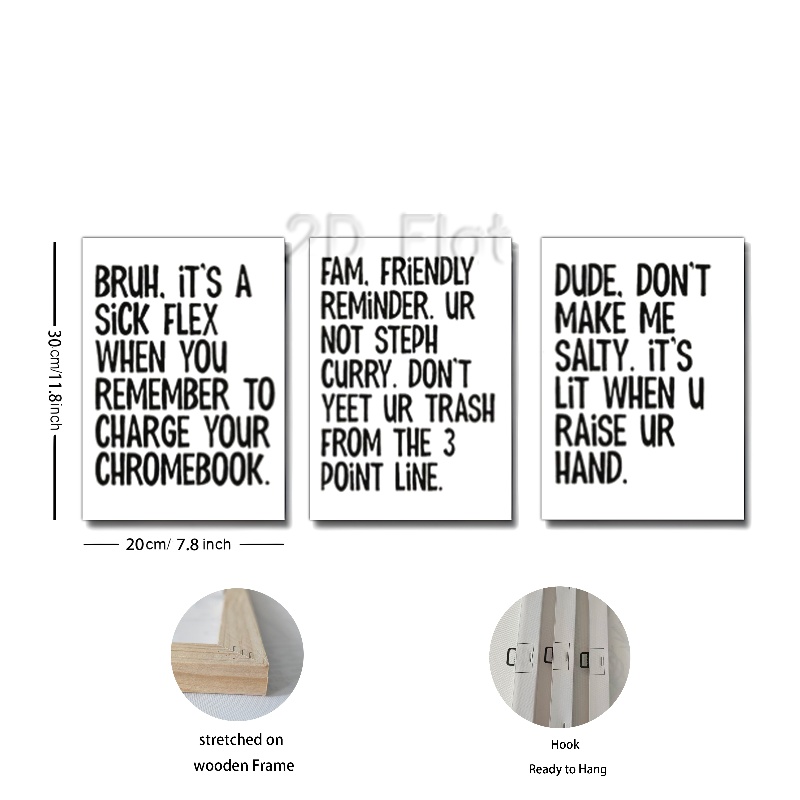 2D Flat
BRUH, iT'S A
SiCK FLEX
WHEN YOU
REMEMBER TO
CHARGE YOUR
CHROMEBOOK.
FAM, FRiENDLY
REMiNDER. UR
NOT STEPH
CURRY. DON'T
YEET UR TRASH
FROM THE 3
POiNT LiNE.
DUDE, DON'T
MAKE ME
SALTY. iT'S
LiT WHEN U
RAiSE UR
HAND.
30cm/11.8inch
20cm/ 7.8 inch
stretched on
wooden Frame
Hook
Ready to Hang